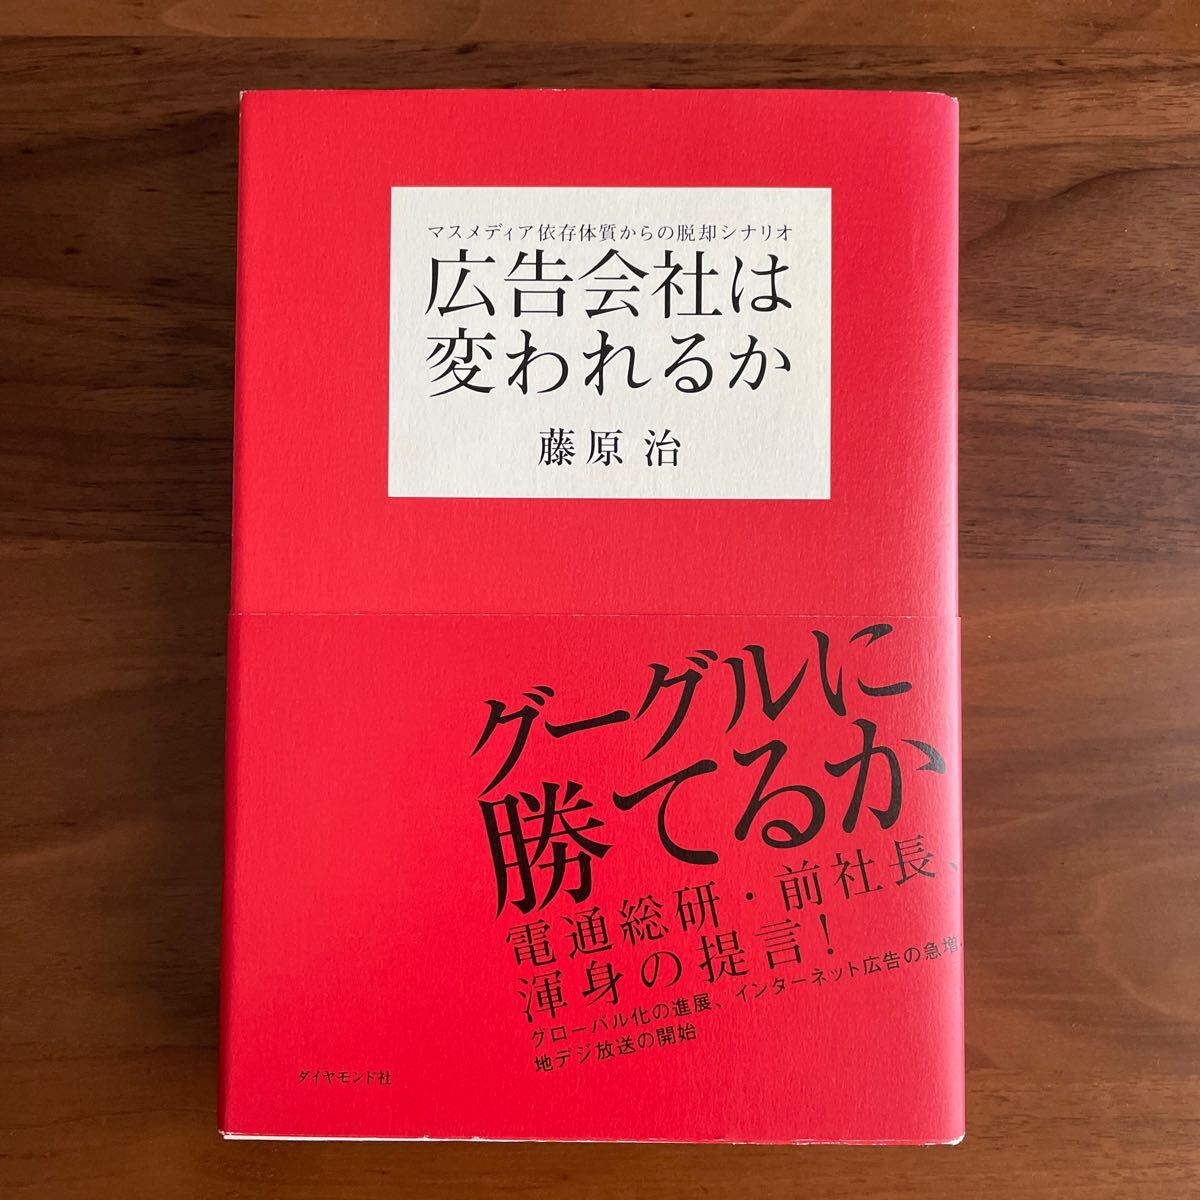 マスメディア依存体質からの脱却シナリオ
広告会社は
変われるか
藤原 治
グーグルに
勝てるか
電通総研・前社長、
渾身の提言！
グローバル化の進展、インターネット広告の急増、
地デジ放送の開始
ダイヤモンド社